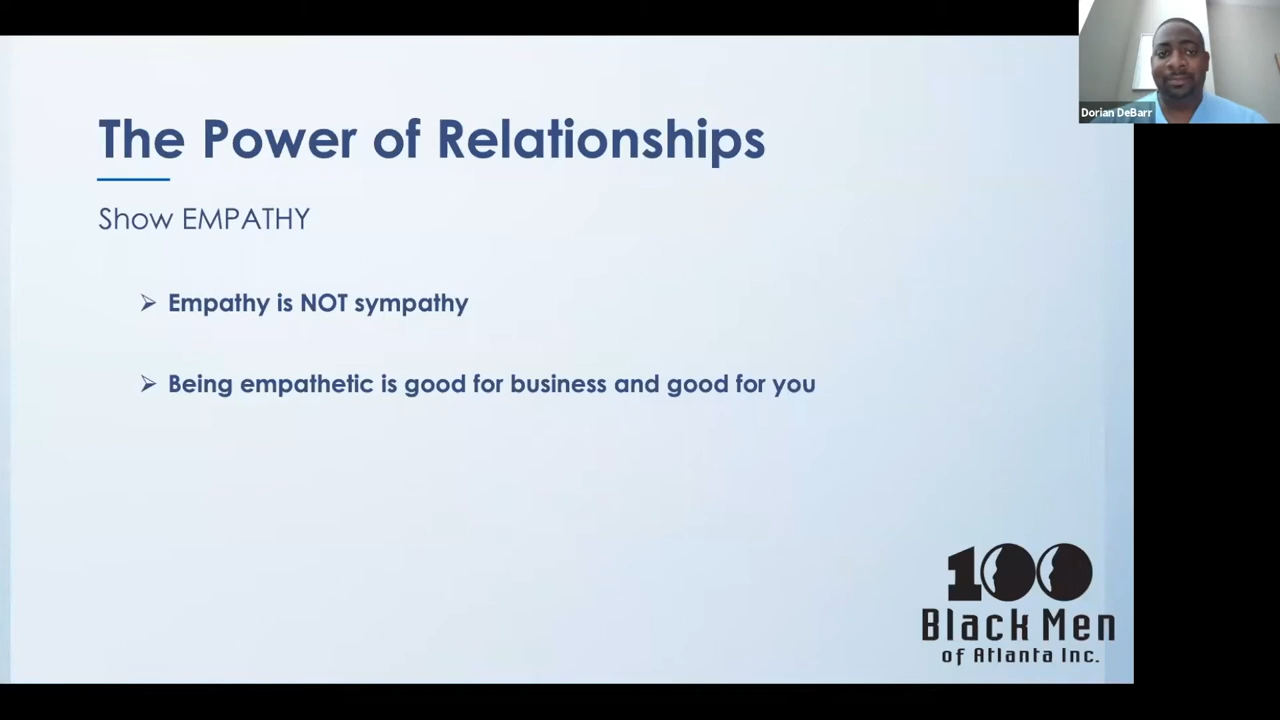 The Power of Relationships
Show EMPATHY
➢ Empathy is NOT sympathy
➢ Being empathetic is good for business and good for you
Dorian DeBarr
100
Black Men
of Atlanta Inc.